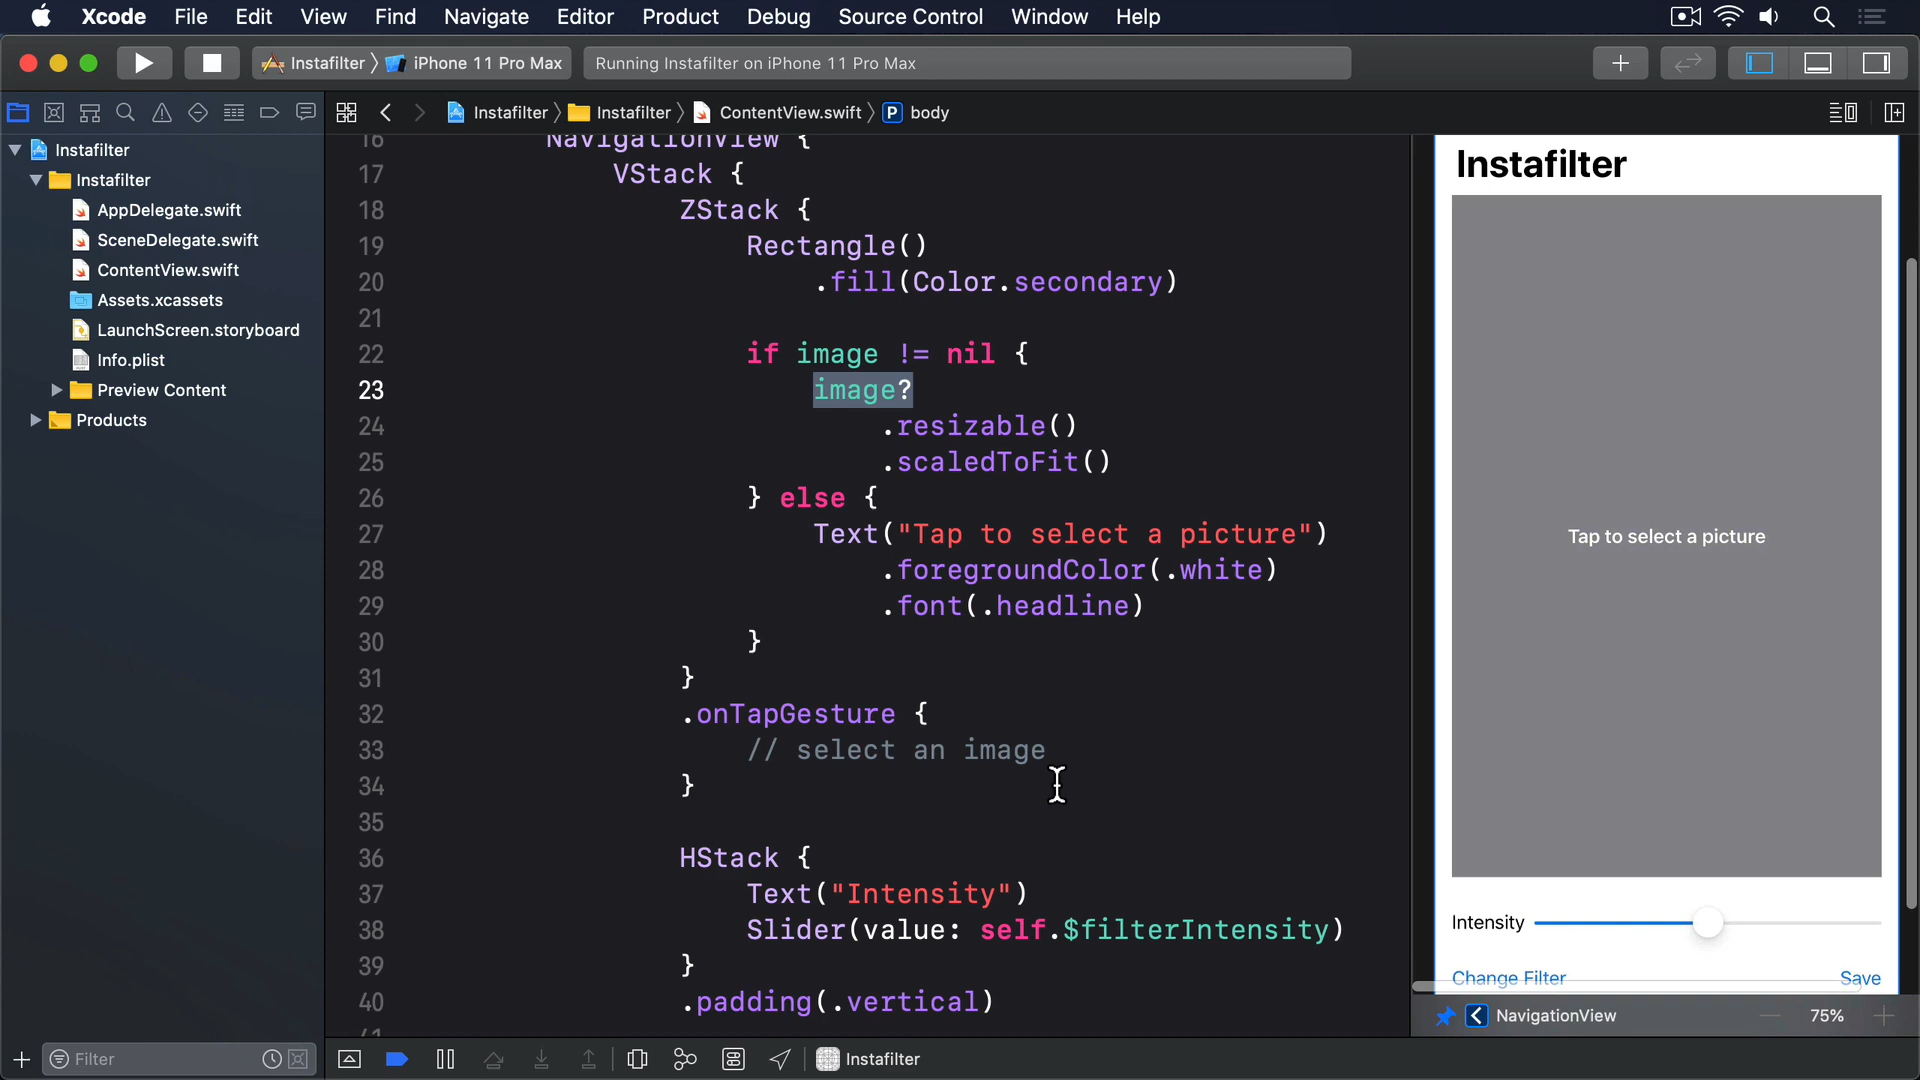 Xcode File Edit View Find Navigate Editor Product Debug Source Control Window Help
Instafilter iPhone 11 Pro Max Running Instafilter on iPhone 11 Pro Max
Instafilter Instafilter ContentView.swift P body
Instafilter
Instafilter
AppDelegate.swift
SceneDelegate.swift
ContentView.swift
Assets.xcassets
LaunchScreen.storyboard
Info.plist
Preview Content
Products
Filter
16 NavigationView {
17 VStack {
18 ZStack {
19 Rectangle()
20 .fill(Color.secondary)
21
22 if image != nil {
23 image?
24 .resizable()
25 .scaledToFit()
26 } else {
27 Text("Tap to select a picture")
28 .foregroundColor(.white)
29 .font(.headline)
30 }
31 }
32 .onTapGesture {
33 // select an image
34 }
35
36 HStack {
37 Text("Intensity")
38 Slider(value: self.$filterIntensity)
39 }
40 .padding(.vertical)
41
Instafilter
Instafilter
Tap to select a picture
Intensity
Change Filter Save
NavigationView 75%